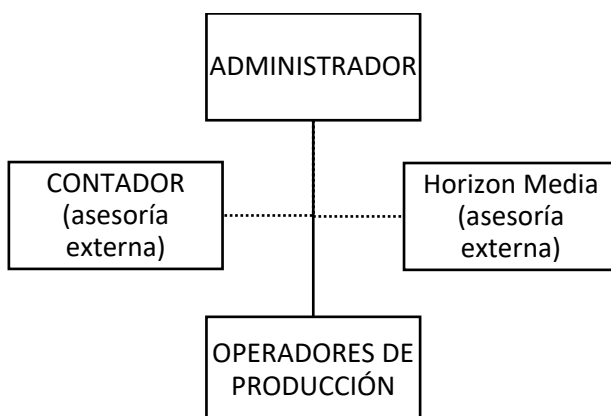 ADMINISTRADOR
CONTADOR
(asesoría
externa)
Horizon Media
(asesoría
externa)
OPERADORES DE
PRODUCCIÓN